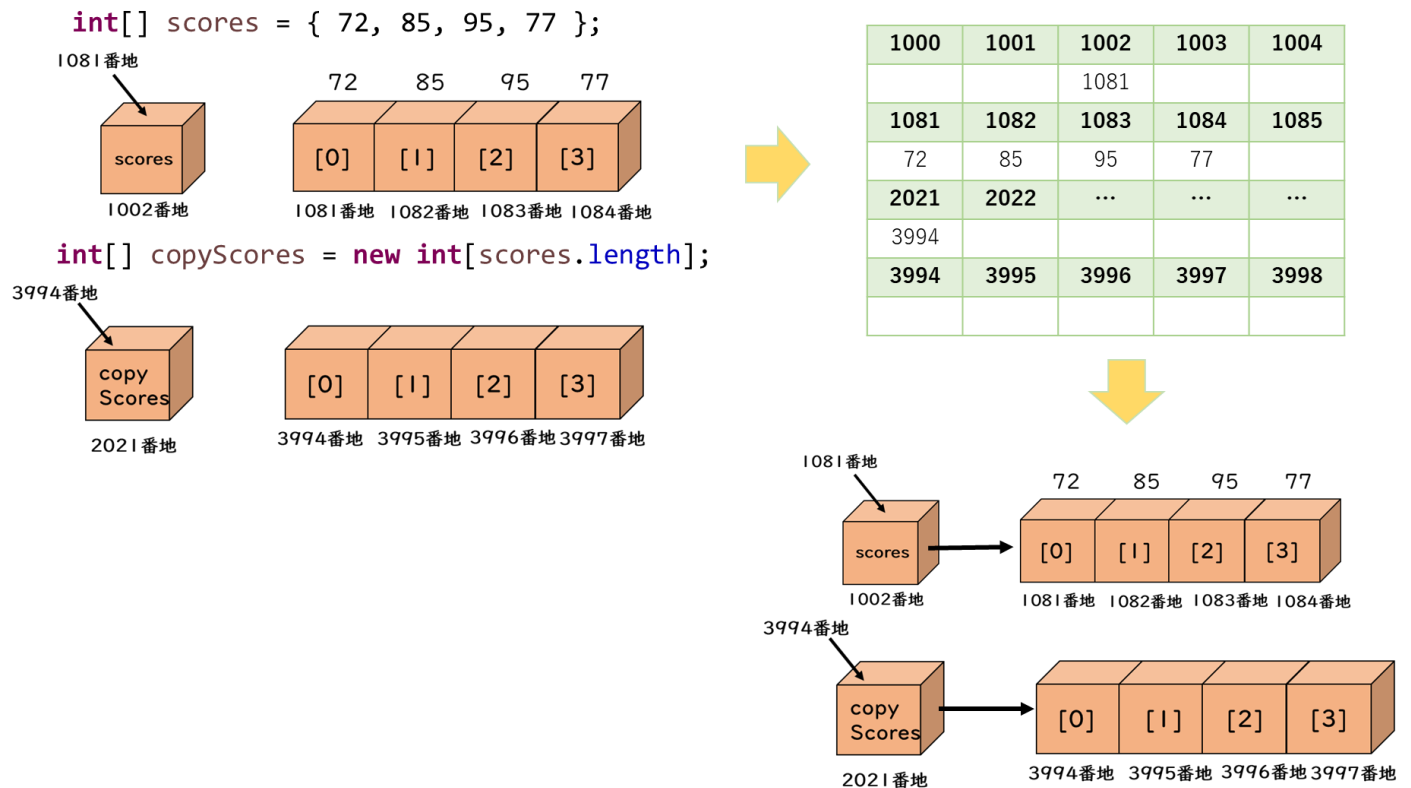 int[] scores = { 72, 85, 95, 77 };
1081番地
72 85 95 77
scores
[0] [1] [2] [3]
1002番地
1081番地 1082番地 1083番地 1084番地
int[] copyScores = new int[scores.length];
3994番地
copy
Scores
[0] [1] [2] [3]
2021番地
3994番地 3995番地 3996番地 3997番地
1000 1001 1002 1003 1004
1081
1081 1082 1083 1084 1085
72 85 95 77
2021 2022 … … …
3994
3994 3995 3996 3997 3998
1081番地
72 85 95 77
scores
[0] [1] [2] [3]
1002番地
1081番地 1082番地 1083番地 1084番地
3994番地
copy
Scores
[0] [1] [2] [3]
2021番地
3994番地 3995番地 3996番地 3997番地